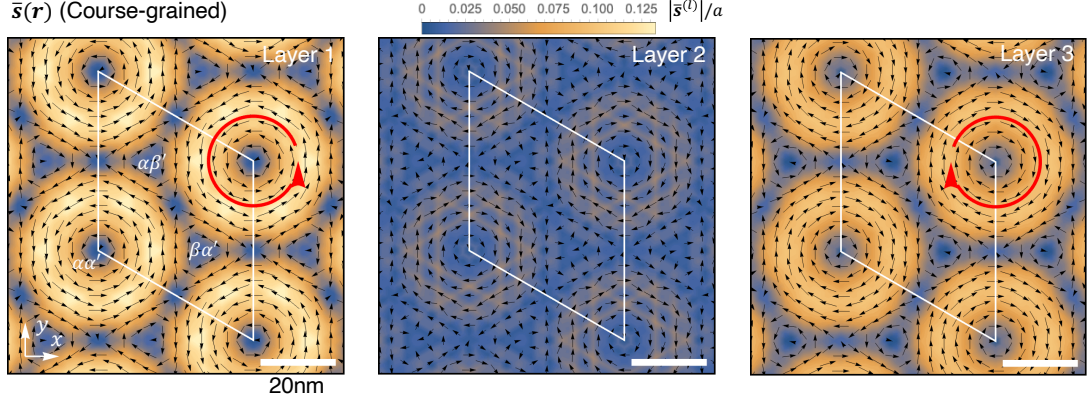 s̄(r) (Course-grained)
0 0.025 0.05 0.075 0.100 0.125 |s̄⁽ˡ⁾|/a
Layer 1
Layer 2
Layer 3
αβ′
βα′
αα′
y
x
20nm